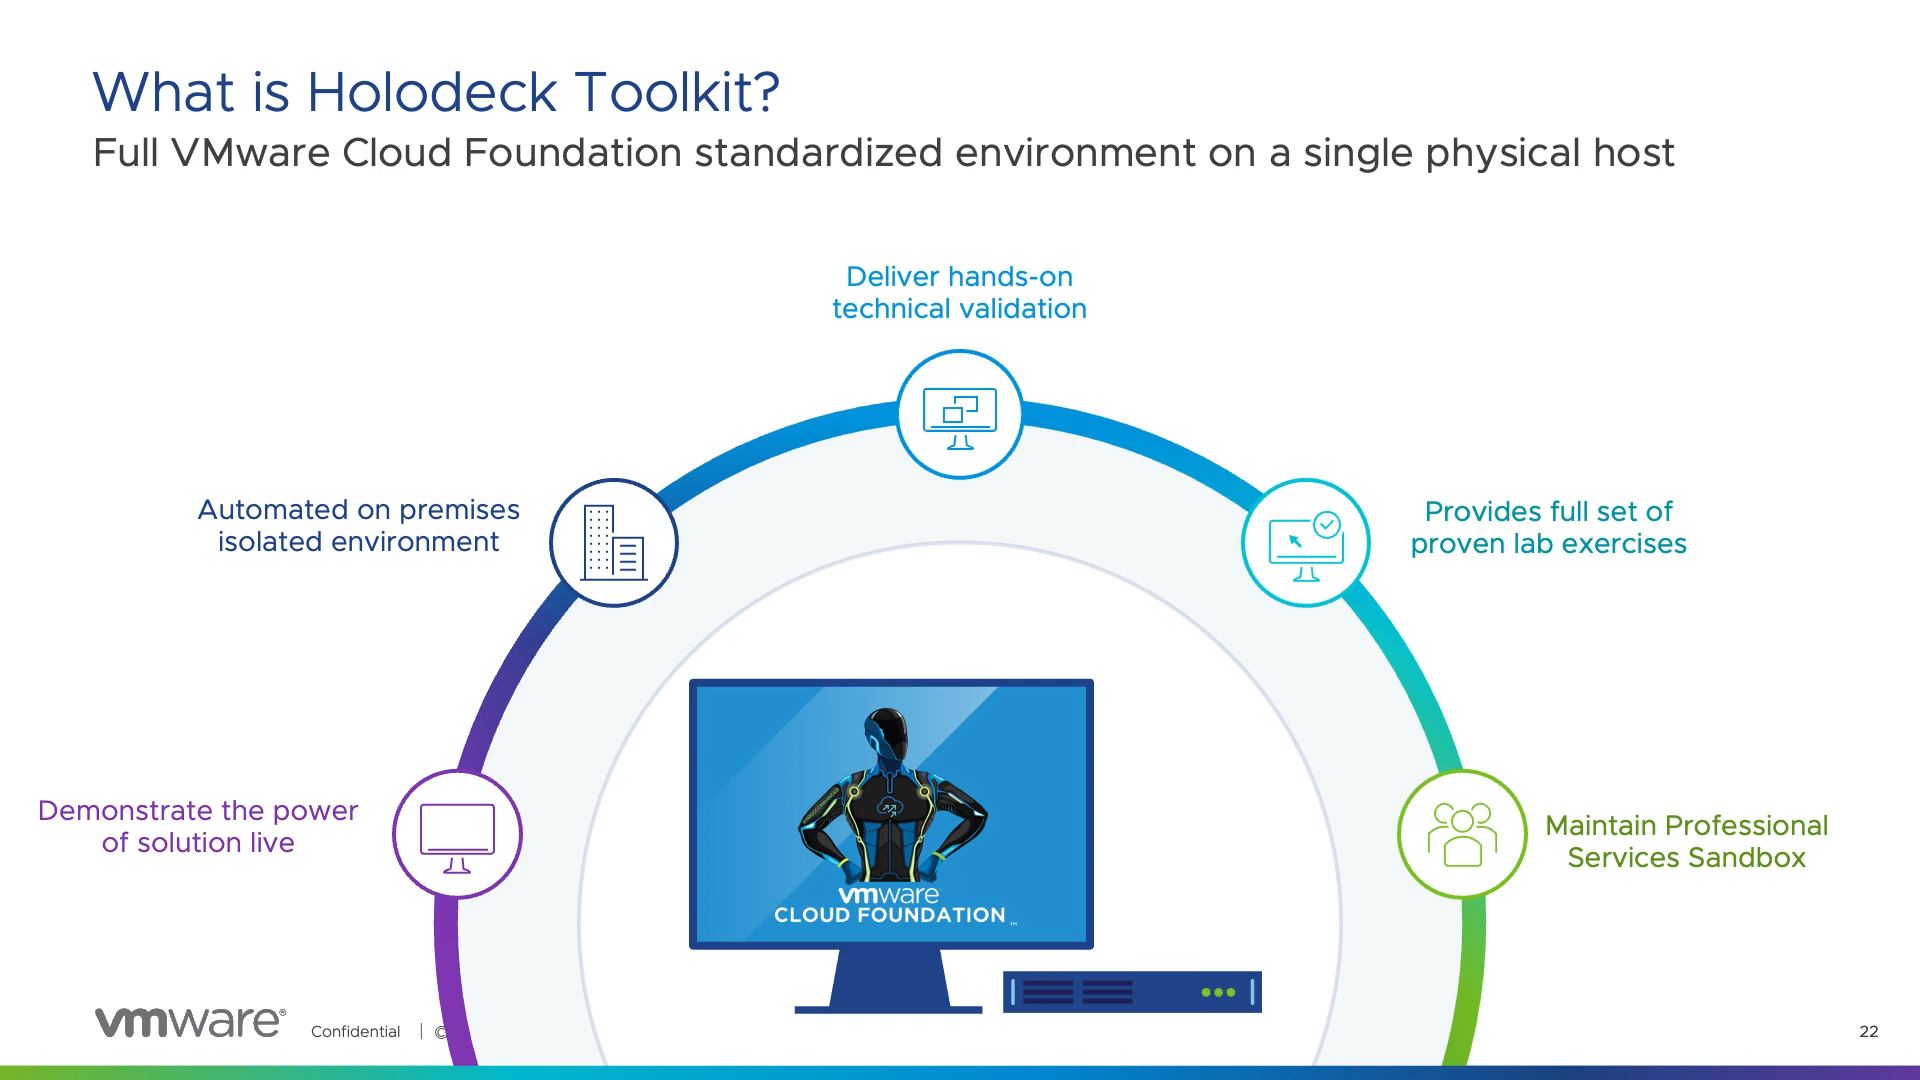 What is Holodeck Toolkit?
Full VMware Cloud Foundation standardized environment on a single physical host
Deliver hands-on
technical validation
Automated on premises
isolated environment
Provides full set of
proven lab exercises
Demonstrate the power
of solution live
Maintain Professional
Services Sandbox
vmware
CLOUD FOUNDATION ™
vmware® Confidential | ©
22